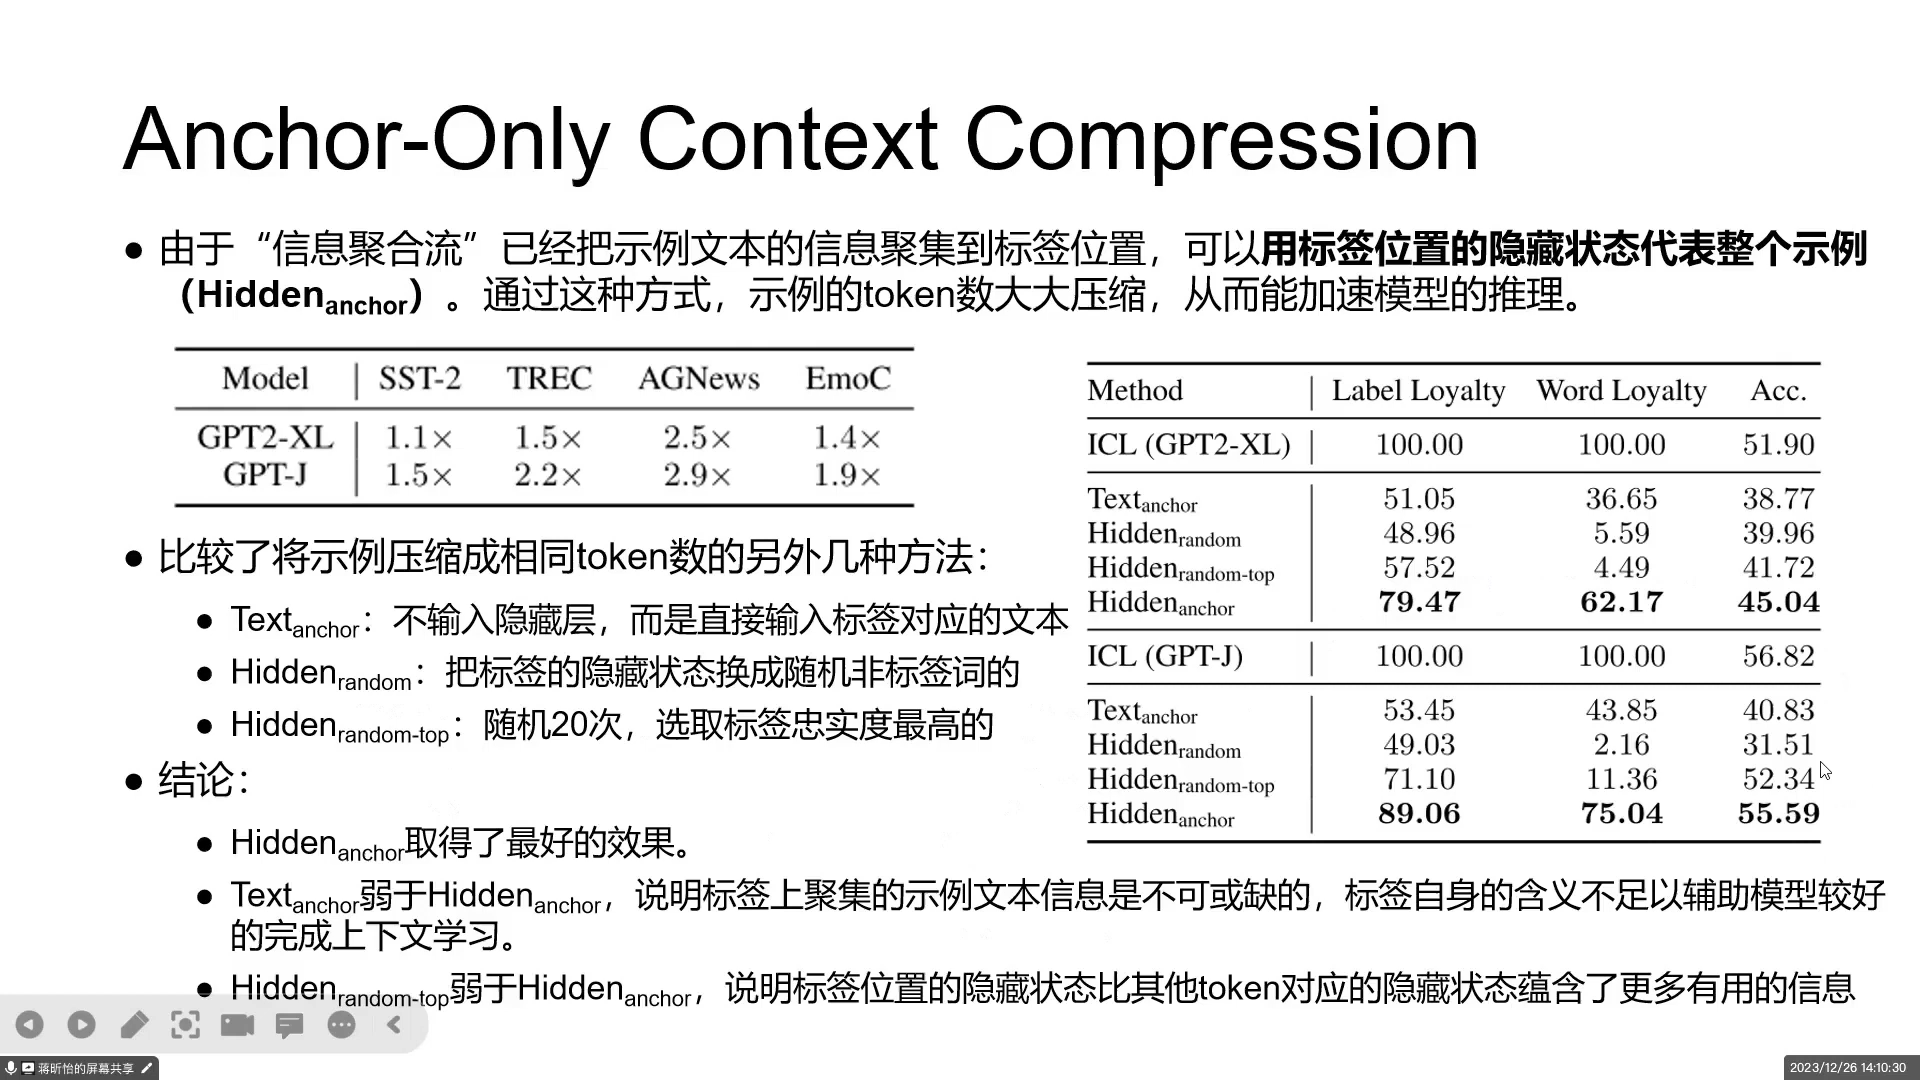 Anchor-Only Context Compression
● 由于“信息聚合流”已经把示例文本的信息聚集到标签位置，可以用标签位置的隐藏状态代表整个示例
（Hiddenanchor）。通过这种方式，示例的token数大大压缩，从而能加速模型的推理。
Model | SST-2 TREC AGNews EmoC
GPT2-XL | 1.1× 1.5× 2.5× 1.4×
GPT-J | 1.5× 2.2× 2.9× 1.9×
● 比较了将示例压缩成相同token数的另外几种方法：
● Textanchor：不输入隐藏层，而是直接输入标签对应的文本
● Hiddenrandom：把标签的隐藏状态换成随机非标签词的
● Hiddenrandom-top：随机20次，选取标签忠实度最高的
● 结论：
● Hiddenanchor取得了最好的效果。
● Textanchor弱于Hiddenanchor，说明标签上聚集的示例文本信息是不可或缺的，标签自身的含义不足以辅助模型较好
的完成上下文学习。
● Hiddenrandom-top弱于Hiddenanchor，说明标签位置的隐藏状态比其他token对应的隐藏状态蕴含了更多有用的信息
Method | Label Loyalty Word Loyalty Acc.
ICL (GPT2-XL) | 100.00 100.00 51.90
Textanchor | 51.05 36.65 38.77
Hiddenrandom | 48.96 5.59 39.96
Hiddenrandom-top | 57.52 4.49 41.72
Hiddenanchor | 79.47 62.17 45.04
ICL (GPT-J) | 100.00 100.00 56.82
Textanchor | 53.45 43.85 40.83
Hiddenrandom | 49.03 2.16 31.51
Hiddenrandom-top | 71.10 11.36 52.34
Hiddenanchor | 89.06 75.04 55.59
蒋昕怡的屏幕共享
2023/12/26 14:10:30